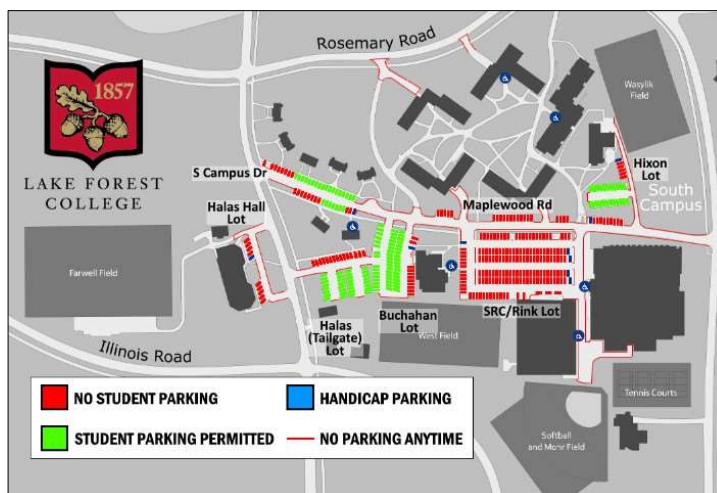 Rosemary Road
1857
LAKE FOREST
COLLEGE
Wasylik
Field
Hixon
Lot
South
Campus
S Campus Dr
Maplewood Rd
Halas Hall
Lot
Farwell Field
Halas
(Tailgate)
Lot
Buchahan
Lot
SRC/Rink Lot
West Field
Illinois Road
NO STUDENT PARKING
HANDICAP PARKING
STUDENT PARKING PERMITTED
NO PARKING ANYTIME
Tennis Courts
Softball
and Mohr Field